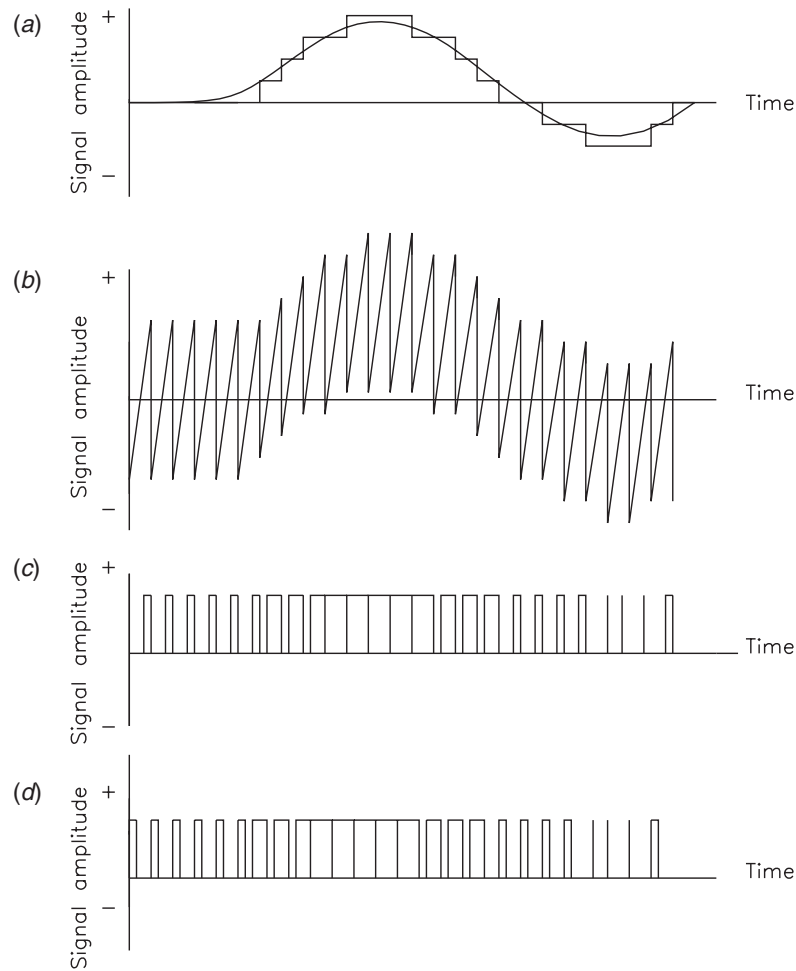 (a)
Signal amplitude
+
−
Time
(b)
Signal amplitude
+
−
Time
(c)
Signal amplitude
+
−
Time
(d)
Signal amplitude
+
−
Time